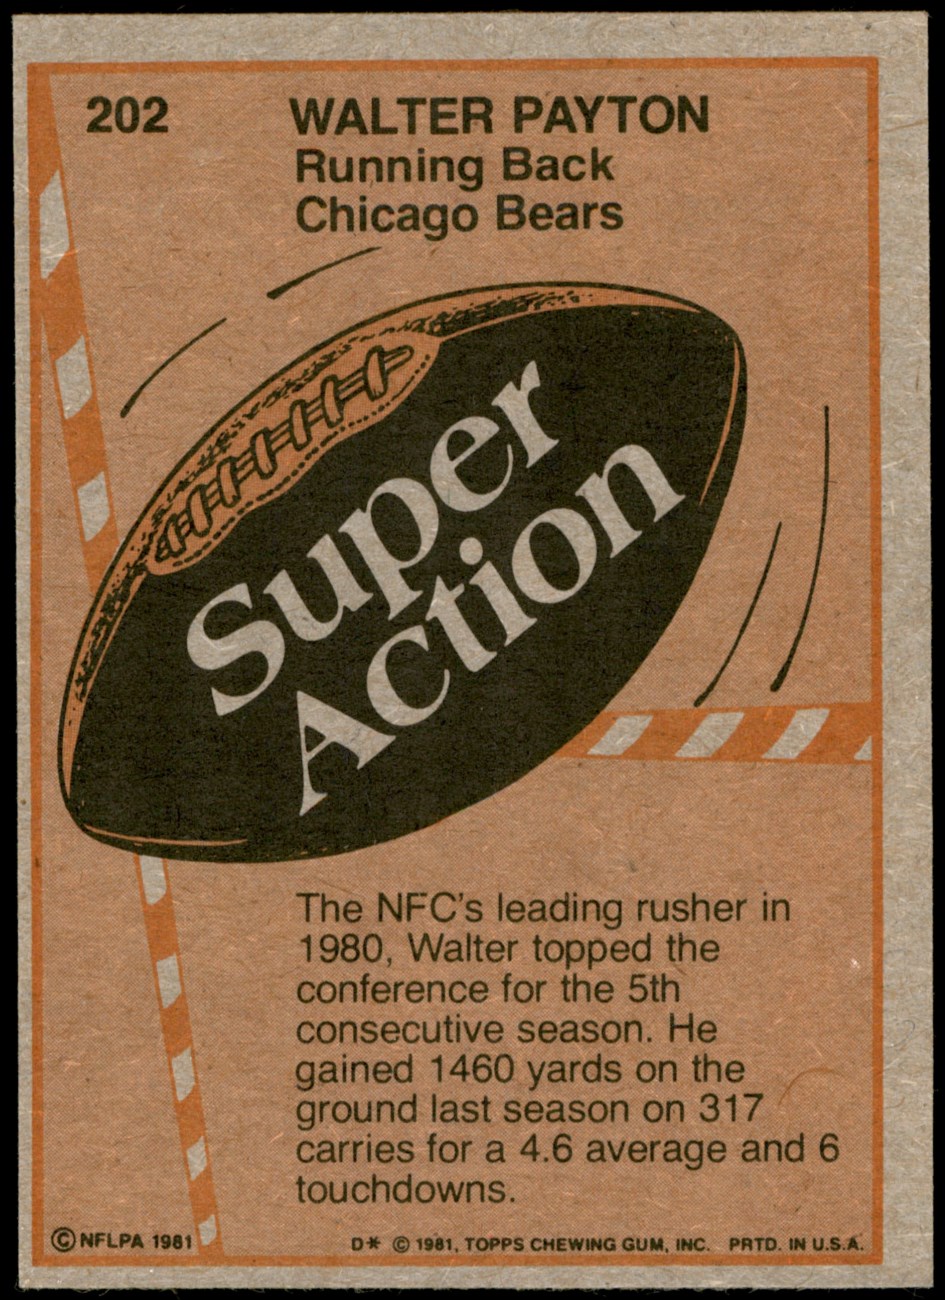 202
WALTER PAYTON
Running Back
Chicago Bears
Super
Action
The NFC's leading rusher in
1980, Walter topped the
conference for the 5th
consecutive season. He
gained 1460 yards on the
ground last season on 317
carries for a 4.6 average and 6
touchdowns.
©NFLPA 1981
D* © 1981, TOPPS CHEWING GUM, INC. PRTD. IN U.S.A.